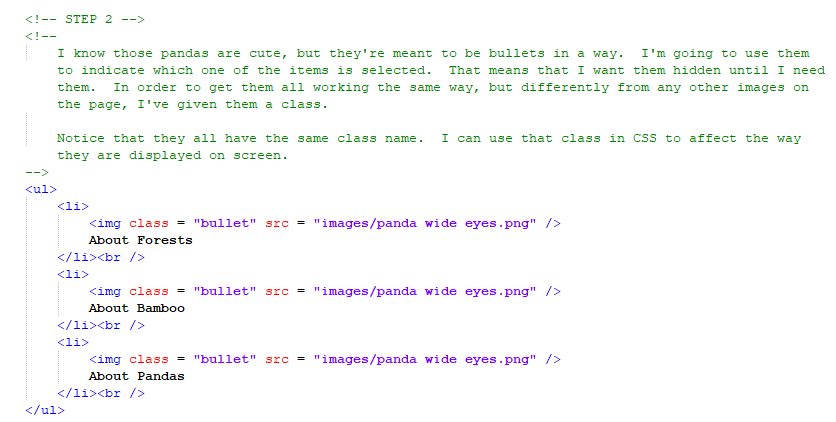 <!-- STEP 2 -->
<!--
I know those pandas are cute, but they're meant to be bullets in a way.  I'm going to use them
to indicate which one of the items is selected.  That means that I want them hidden until I need
them.  In order to get them all working the same way, but differently from any other images on
the page, I've given them a class.

Notice that they all have the same class name.  I can use that class in CSS to affect the way
they are displayed on screen.
-->
<ul>
<li>
<img class = "bullet" src = "images/panda wide eyes.png" />
About Forests
</li><br />
<li>
<img class = "bullet" src = "images/panda wide eyes.png" />
About Bamboo
</li><br />
<li>
<img class = "bullet" src = "images/panda wide eyes.png" />
About Pandas
</li><br />
</ul>